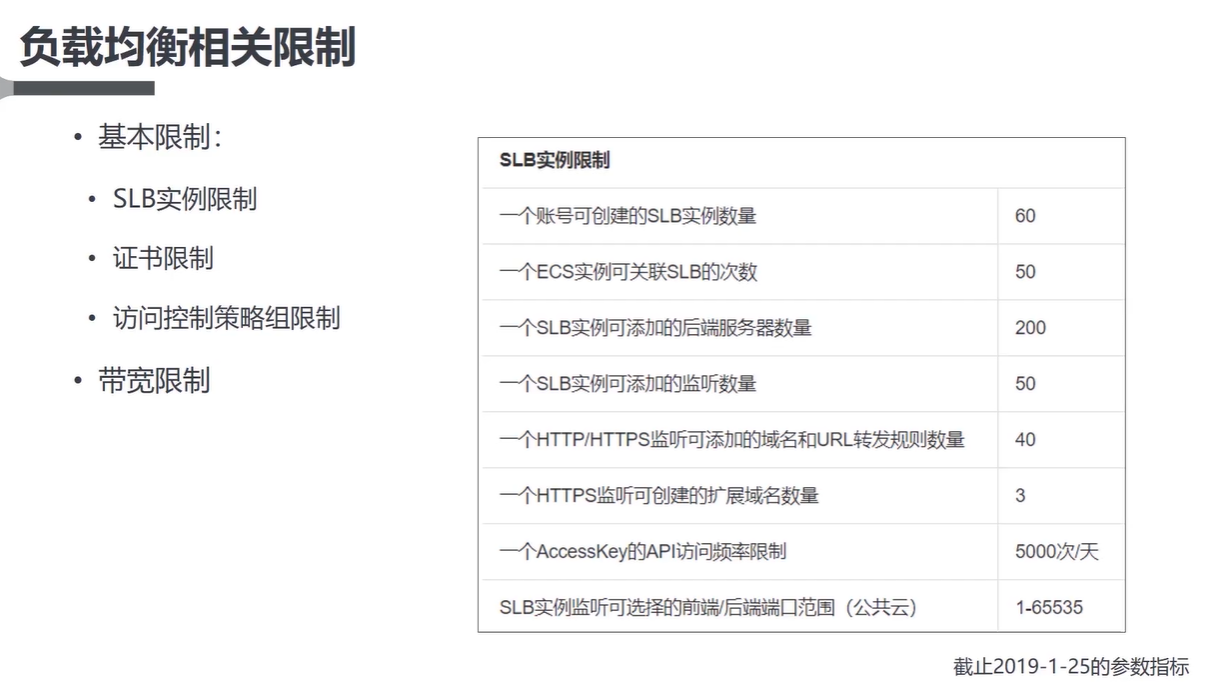 负载均衡相关限制
• 基本限制：
• SLB实例限制
• 证书限制
• 访问控制策略组限制
• 带宽限制
SLB实例限制
一个账号可创建的SLB实例数量 60
一个ECS实例可关联SLB的次数 50
一个SLB实例可添加的后端服务器数量 200
一个SLB实例可添加的监听数量 50
一个HTTP/HTTPS监听可添加的域名和URL转发规则数量 40
一个HTTPS监听可创建的扩展域名数量 3
一个AccessKey的API访问频率限制 5000次/天
SLB实例监听可选择的前端/后端端口范围（公共云） 1-65535
截止2019-1-25的参数指标